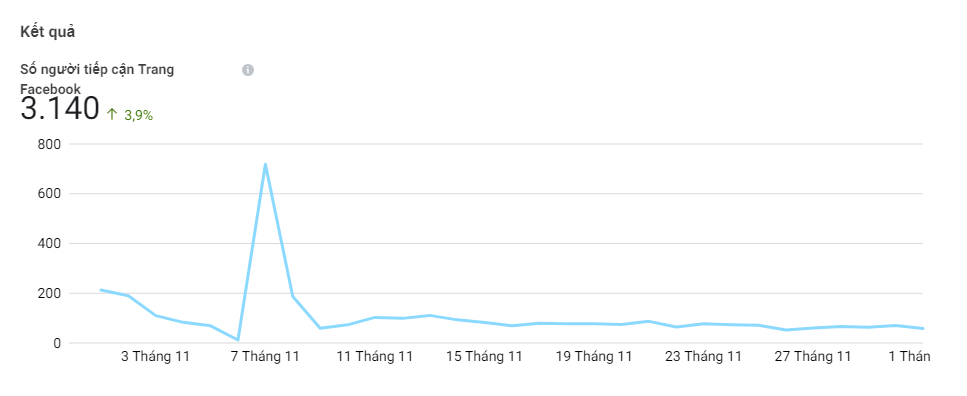 Kết quả
Số người tiếp cận Trang
Facebook
3.140 ↑ 3,9%
800
600
400
200
0
3 Tháng 11 7 Tháng 11 11 Tháng 11 15 Tháng 11 19 Tháng 11 23 Tháng 11 27 Tháng 11 1 Thán